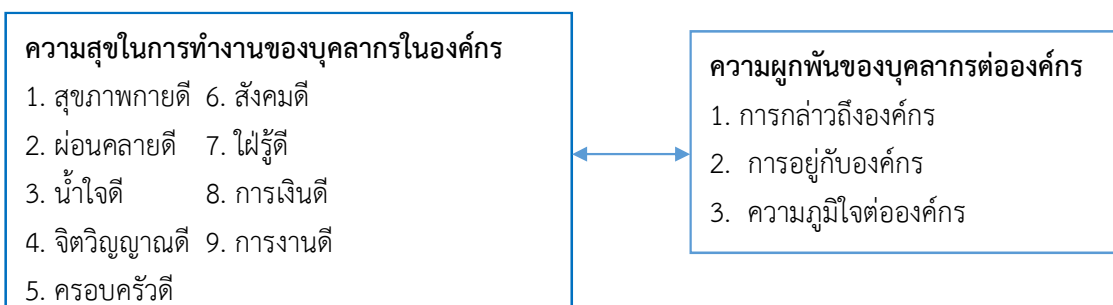 ความสุขในการทำงานของบุคลากรในองค์กร
1. สุขภาพกายดี 6. สังคมดี
2. ผ่อนคลายดี 7. ใฝ่รู้ดี
3. น้ำใจดี 8. การเงินดี
4. จิตวิญญาณดี 9. การงานดี
5. ครอบครัวดี
ความผูกพันของบุคลากรต่อองค์กร
1. การกล่าวถึงองค์กร
2. การอยู่กับองค์กร
3. ความภูมิใจต่อองค์กร